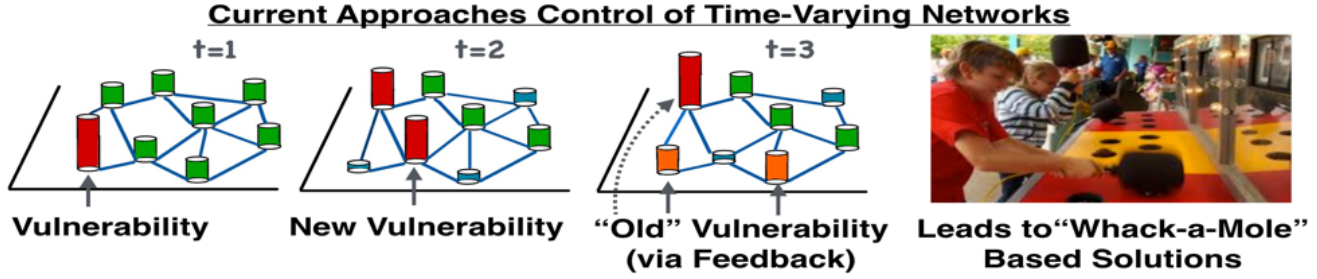 Current Approaches Control of Time-Varying Networks
t=1
t=2
t=3
Vulnerability
New Vulnerability
“Old” Vulnerability
(via Feedback)
Leads to“Whack-a-Mole”
Based Solutions